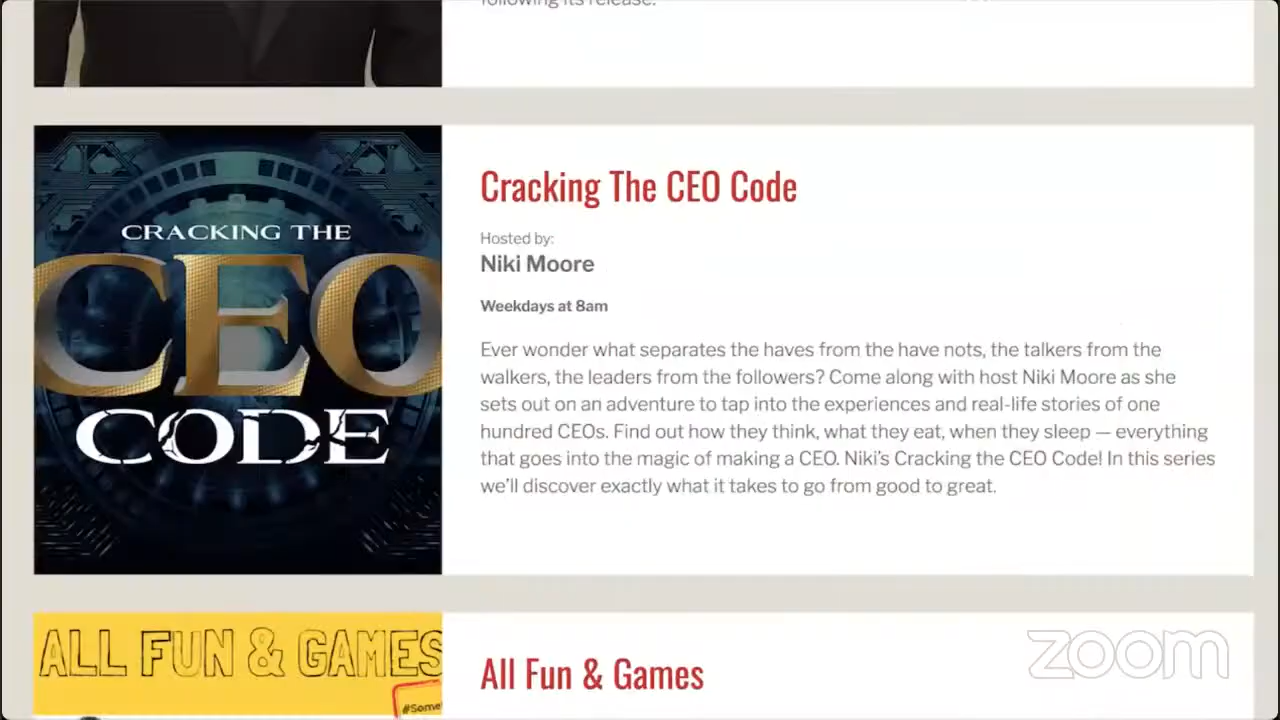 following its release.
CRACKING THE
CEO
CODE
Cracking The CEO Code
Hosted by:
Niki Moore
Weekdays at 8am
Ever wonder what separates the haves from the have nots, the talkers from the
walkers, the leaders from the followers? Come along with host Niki Moore as she
sets out on an adventure to tap into the experiences and real-life stories of one
hundred CEOs. Find out how they think, what they eat, when they sleep — everything
that goes into the magic of making a CEO. Niki’s Cracking the CEO Code! In this series
we’ll discover exactly what it takes to go from good to great.
ALL FUN & GAMES
#Some
All Fun & Games
zoom